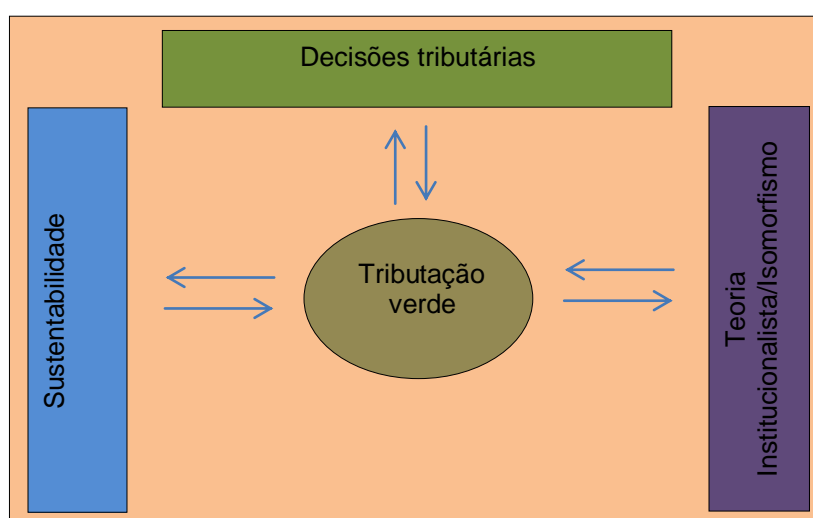 Decisões tributárias
Sustentabilidade
Tributação
verde
Teoria
Institucionalista/Isomorfismo